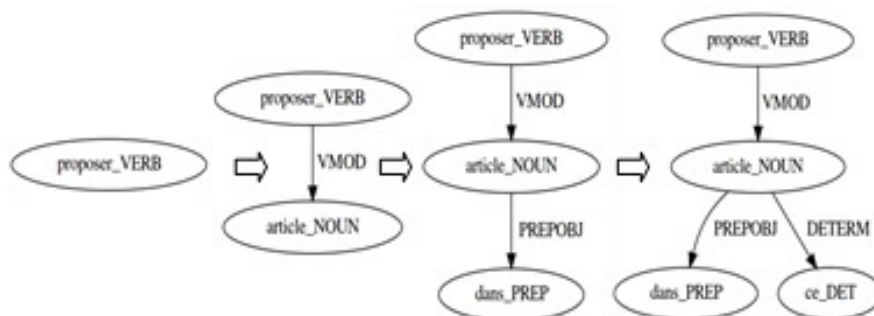 proposer_VERB
proposer_VERB
VMOD
article_NOUN
proposer_VERB
VMOD
article_NOUN
PREPOBJ
dans_PREP
proposer_VERB
VMOD
article_NOUN
PREPOBJ DETERM
dans_PREP ce_DET